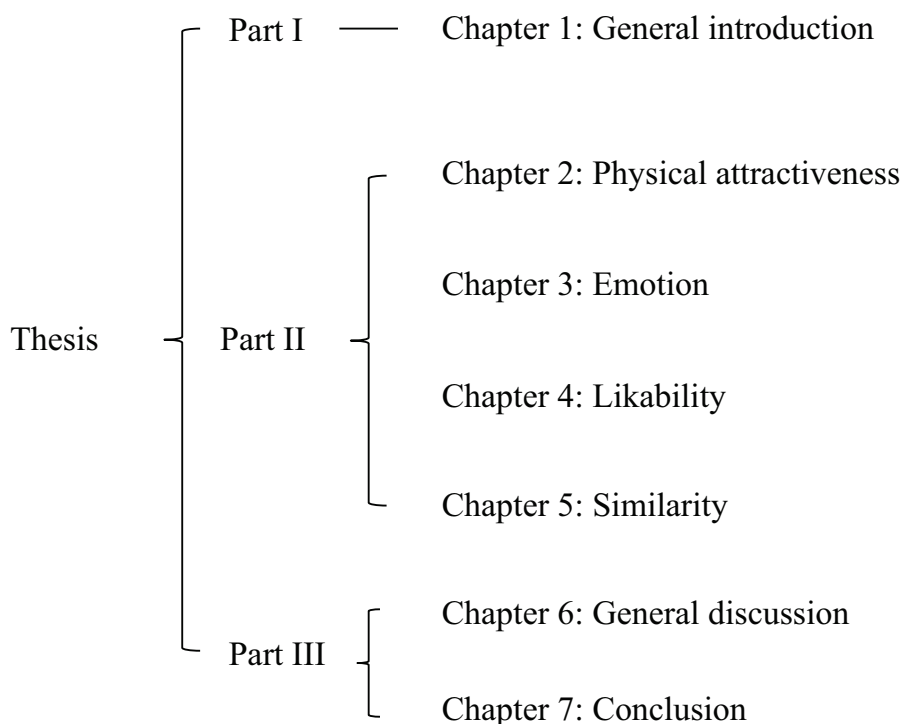 Part I
Chapter 1: General introduction
Chapter 2: Physical attractiveness
Chapter 3: Emotion
Thesis
Part II
Chapter 4: Likability
Chapter 5: Similarity
Chapter 6: General discussion
Part III
Chapter 7: Conclusion